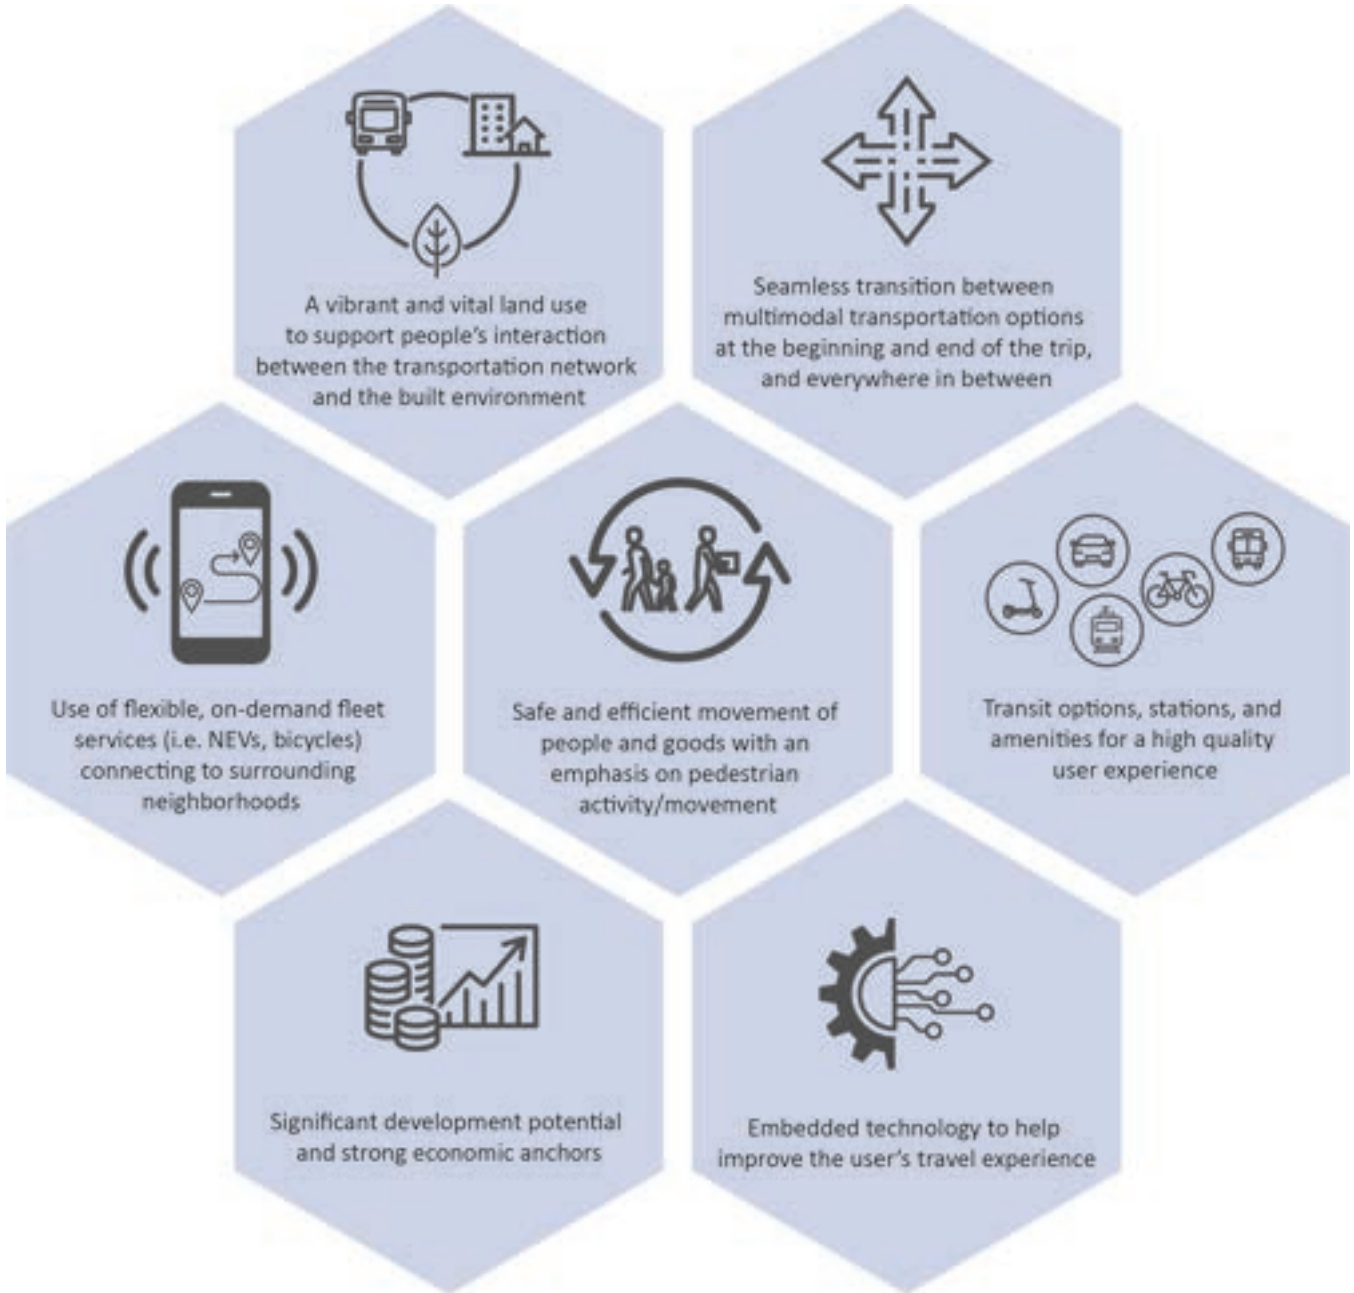 A vibrant and vital land use
to support people's interaction
between the transportation network
and the built environment
Seamless transition between
multimodal transportation options
at the beginning and end of the trip,
and everywhere in between
Use of flexible, on-demand fleet
services (i.e. NEVs, bicycles)
connecting to surrounding
neighborhoods
Safe and efficient movement of
people and goods with an
emphasis on pedestrian
activity/movement
Transit options, stations, and
amenities for a high quality
user experience
Significant development potential
and strong economic anchors
Embedded technology to help
improve the user's travel experience